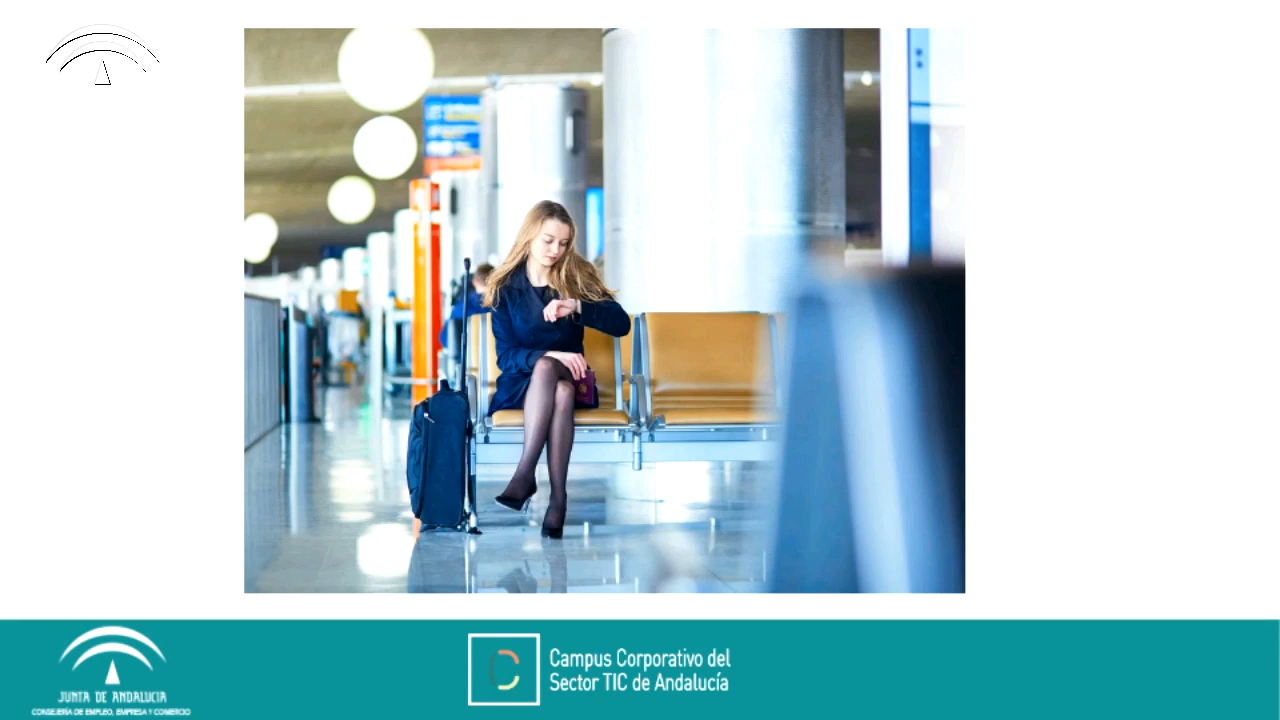 JUNTA DE ANDALUCIA
CONSEJERÍA DE EMPLEO, EMPRESA Y COMERCIO
Campus Corporativo del
Sector TIC de Andalucía